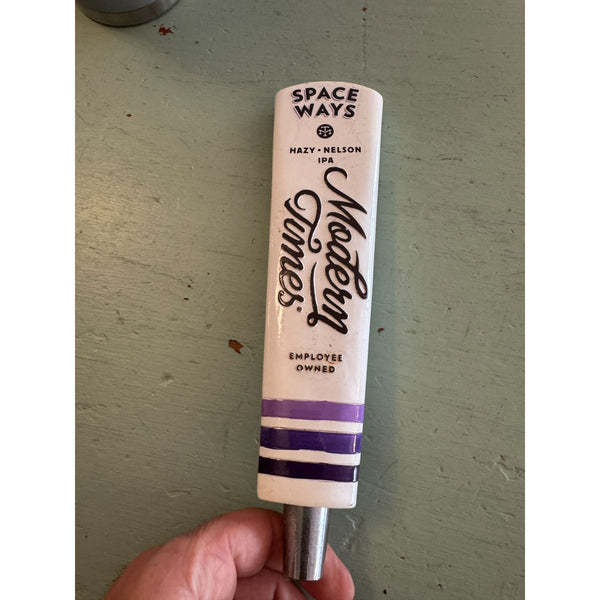 SPACE
WAYS
HAZY • NELSON
IPA
Modern
Times
EMPLOYEE
OWNED